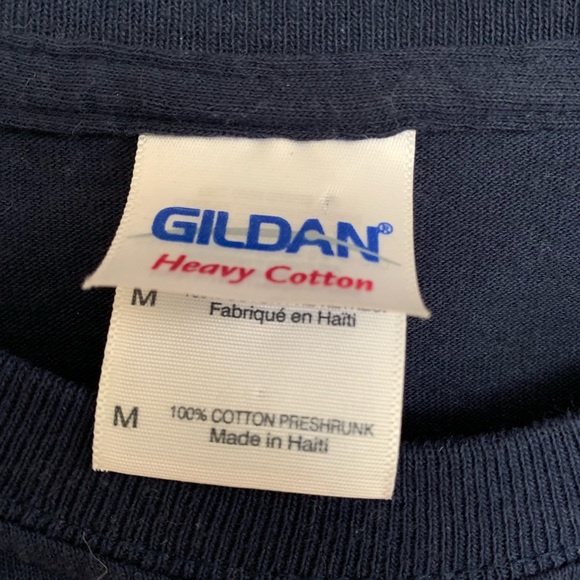 GILDAN®
Heavy Cotton
M
Fabriqué en Haïti
M 100% COTTON PRESHRUNK
Made in Haiti